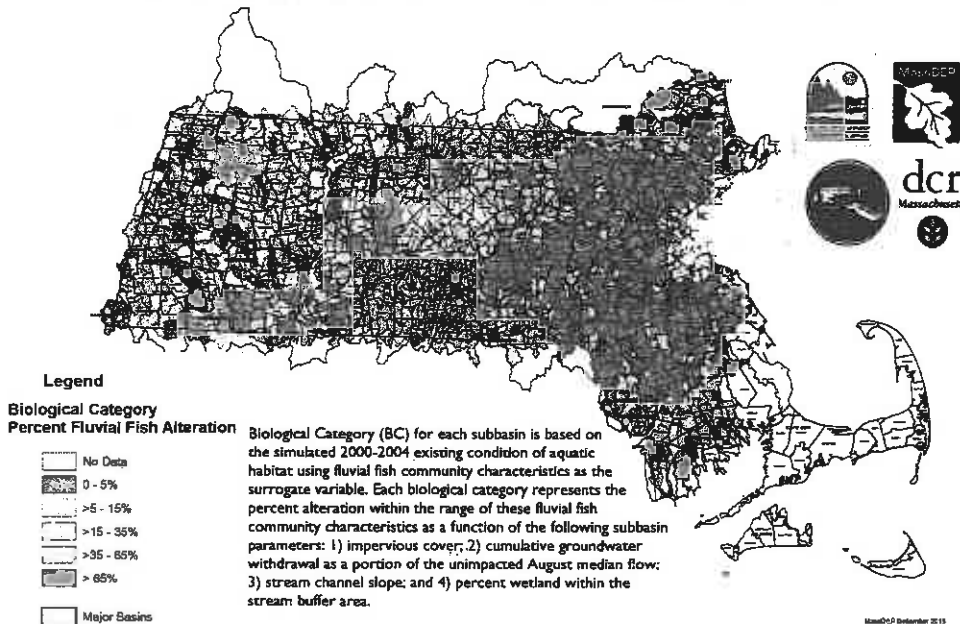 MassDEP
dcr
Massachusetts
Legend
Biological Category
Percent Fluvial Fish Alteration
No Data
0 - 5%
>5 - 15%
>15 - 35%
>35 - 65%
> 65%
Major Basins
Biological Category (BC) for each subbasin is based on
the simulated 2000-2004 existing condition of aquatic
habitat using fluvial fish community characteristics as the
surrogate variable. Each biological category represents the
percent alteration within the range of these fluvial fish
community characteristics as a function of the following subbasin
parameters: 1) impervious cover; 2) cumulative groundwater
withdrawal as a portion of the unimpacted August median flow;
3) stream channel slope; and 4) percent wetland within the
stream buffer area.
MassDEP